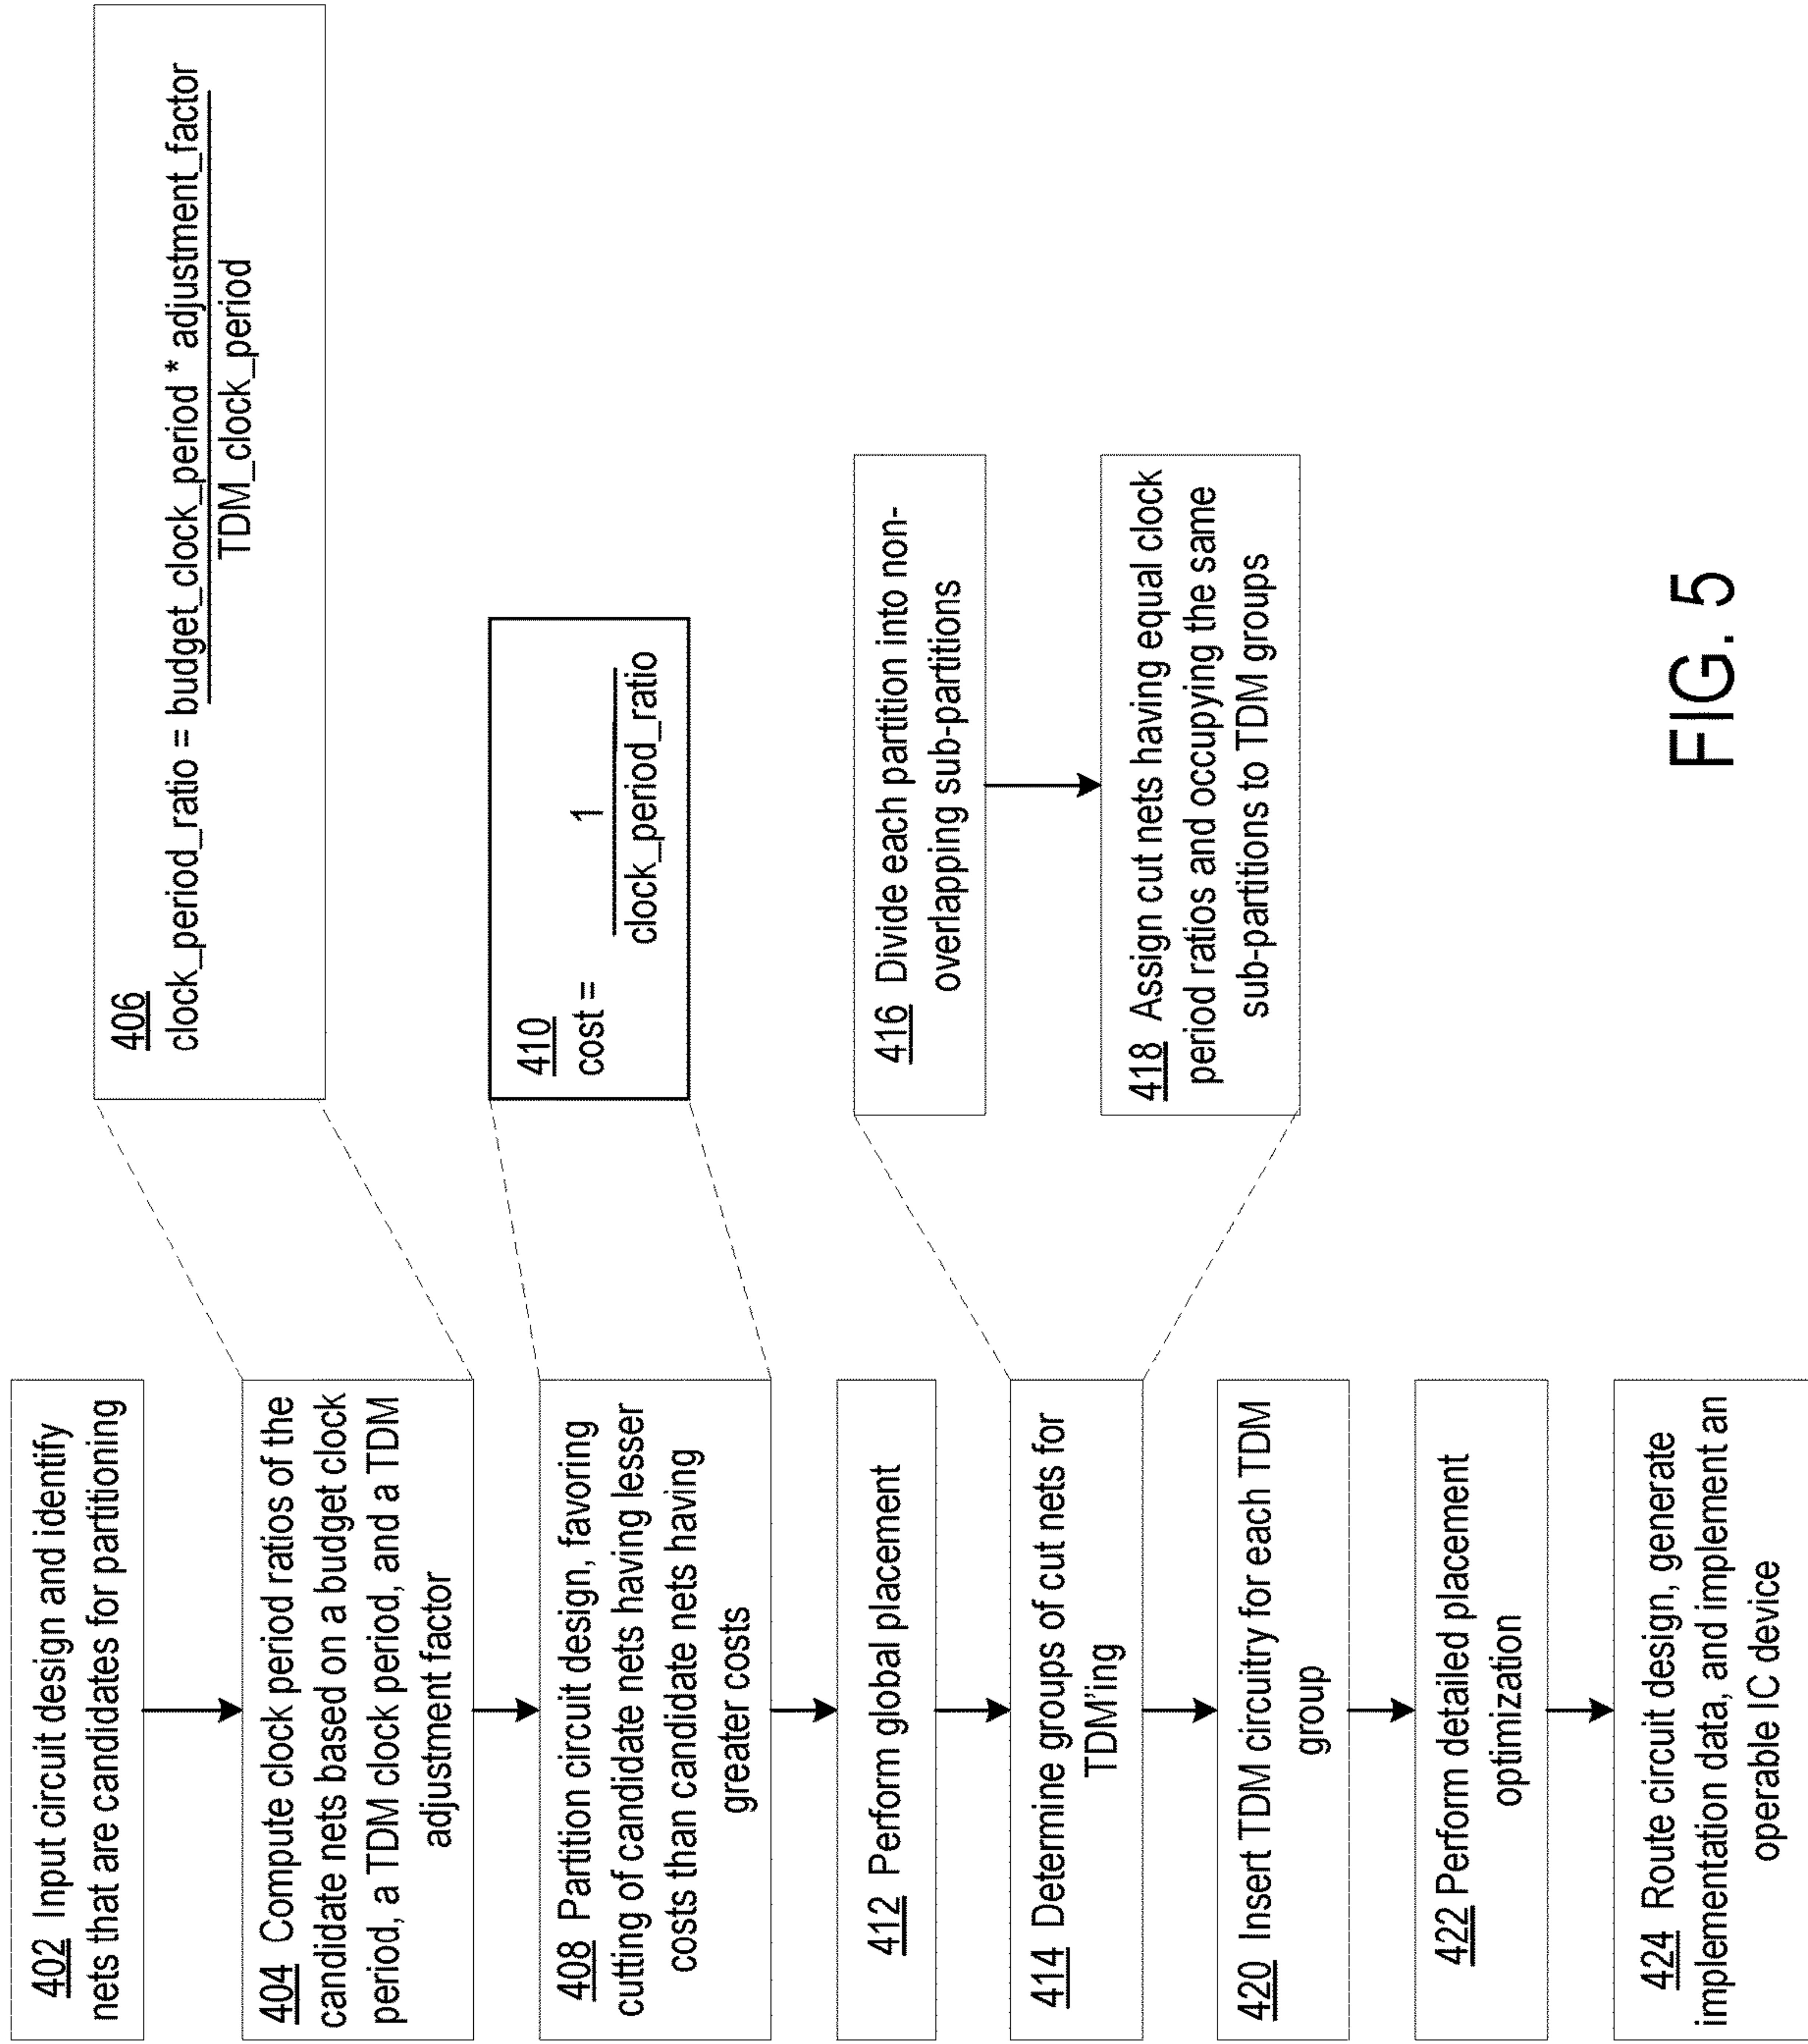 402 Input circuit design and identify
nets that are candidates for partitioning
404 Compute clock period ratios of the
candidate nets based on a budget clock
period, a TDM clock period, and a TDM
adjustment factor
406
clock_period_ratio = budget_clock_period * adjustment_factor
TDM_clock_period
408 Partition circuit design, favoring
cutting of candidate nets having lesser
costs than candidate nets having
greater costs
410
cost =
1
clock_period_ratio
412 Perform global placement
414 Determine groups of cut nets for
TDM'ing
416 Divide each partition into non-
overlapping sub-partitions
418 Assign cut nets having equal clock
period ratios and occupying the same
sub-partitions to TDM groups
420 Insert TDM circuitry for each TDM
group
422 Perform detailed placement
optimization
424 Route circuit design, generate
implementation data, and implement an
operable IC device
FIG. 5